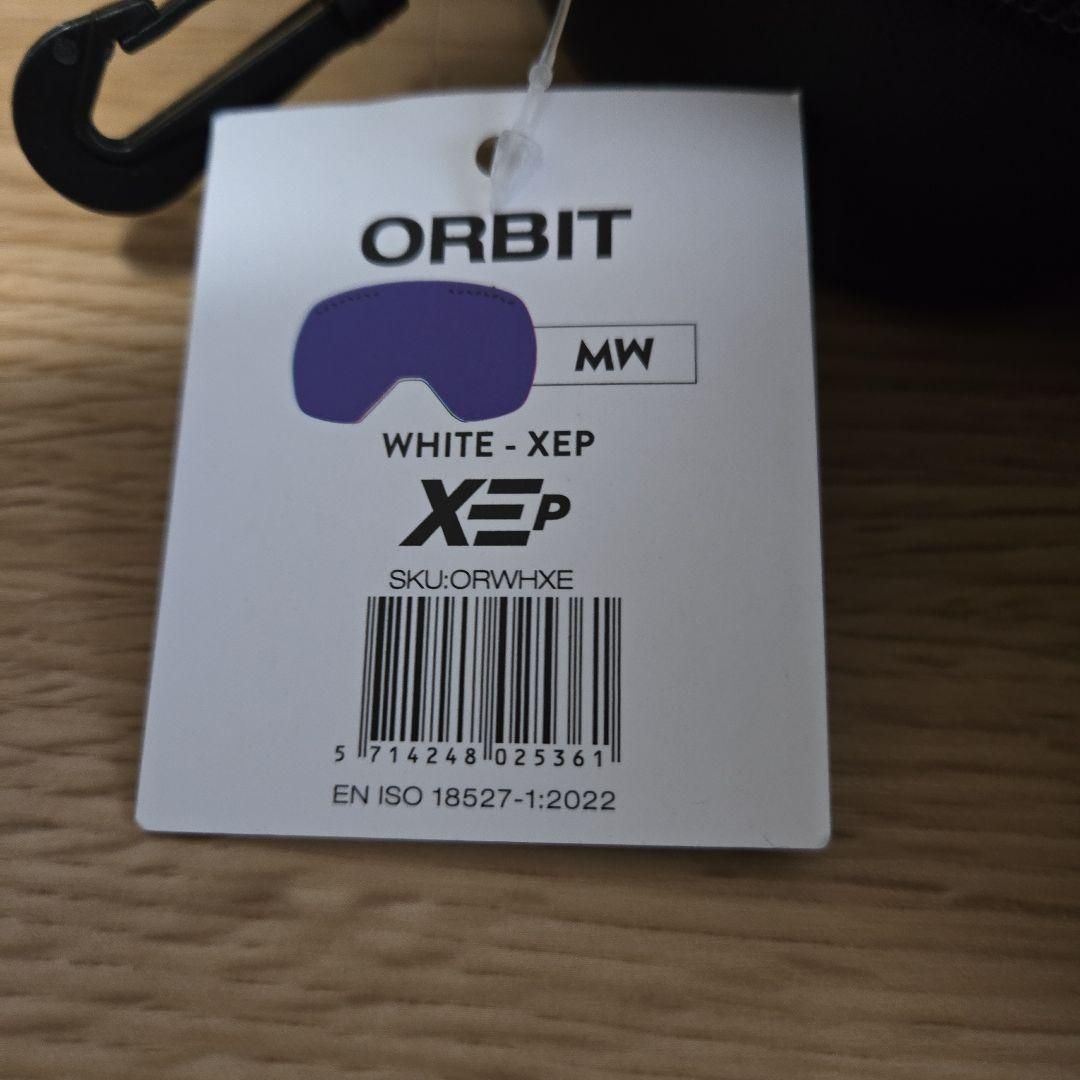 ORBIT
MW
WHITE - XEP
XEP
SKU:ORWHXE
5 714248 025361
EN ISO 18527-1:2022